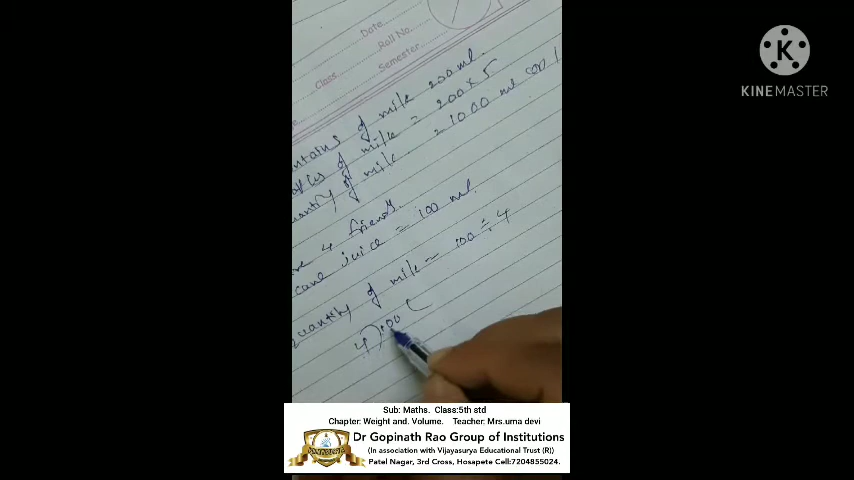 Date
Roll No.
Class
Semester
ntains of milk 200 ml.
of milk = 200 × 5
uantity of milk = 1000 ml
4 friends.
cane juice = 100 ml.
quantity of milk = 100 ÷ 4
4)100(
KINEMASTER
Sub: Maths. Class:5th std
Chapter: Weight and. Volume. Teacher: Mrs.uma devi
Dr Gopinath Rao Group of Institutions
(In association with Vijayasurya Educational Trust (R))
Patel Nagar, 3rd Cross, Hosapete Cell:7204855024.